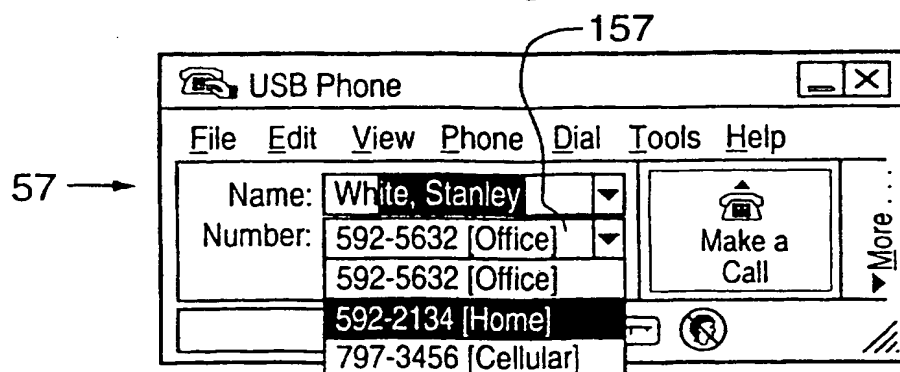 157
USB Phone
File Edit View Phone Dial Tools Help
57
Name: White, Stanley
Number: 592-5632 [Office]
592-5632 [Office]
592-2134 [Home]
797-3456 [Cellular]
Make a
Call
More...